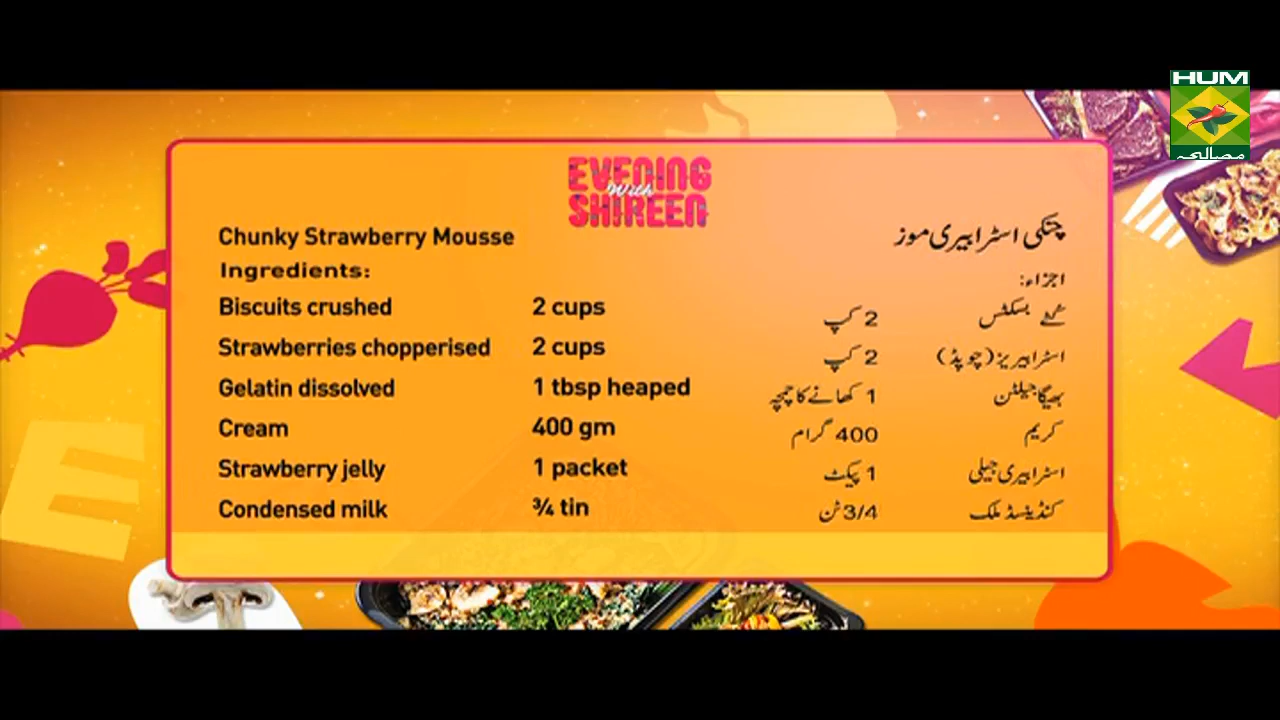 HUM
مصالحہ
EVENING
With
SHIREEN
Chunky Strawberry Mousse چنکی اسٹرابیری موز
Ingredients: اجزاء:
Biscuits crushed 2 cups 2 کپ بسکٹس
Strawberries chopperised 2 cups 2 کپ اسٹرابیریز (چوپڈ)
Gelatin dissolved 1 tbsp heaped 1 کھانے کا چمچہ بھیگا جیلٹن
Cream 400 gm 400 گرام کریم
Strawberry jelly 1 packet 1 پیکٹ اسٹرابیری جیلی
Condensed milk ¾ tin 3/4 ٹن کنڈینسڈ ملک